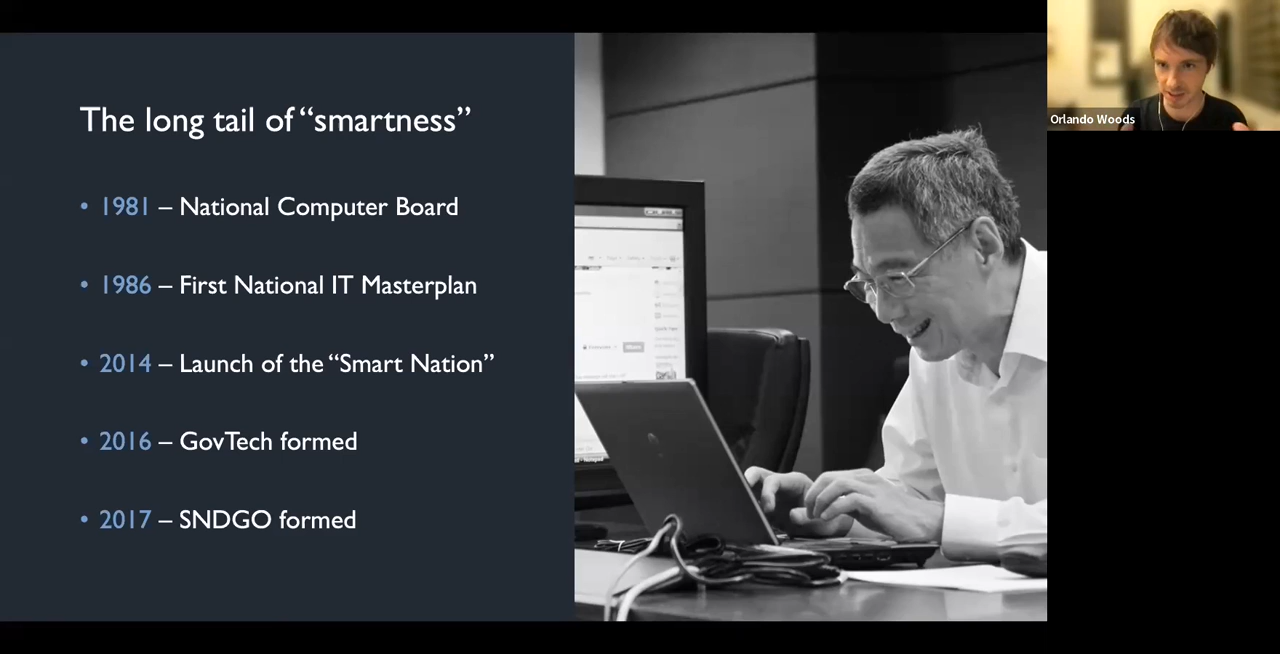 The long tail of “smartness”
• 1981 – National Computer Board
• 1986 – First National IT Masterplan
• 2014 – Launch of the “Smart Nation”
• 2016 – GovTech formed
• 2017 – SNDGO formed
Orlando Woods